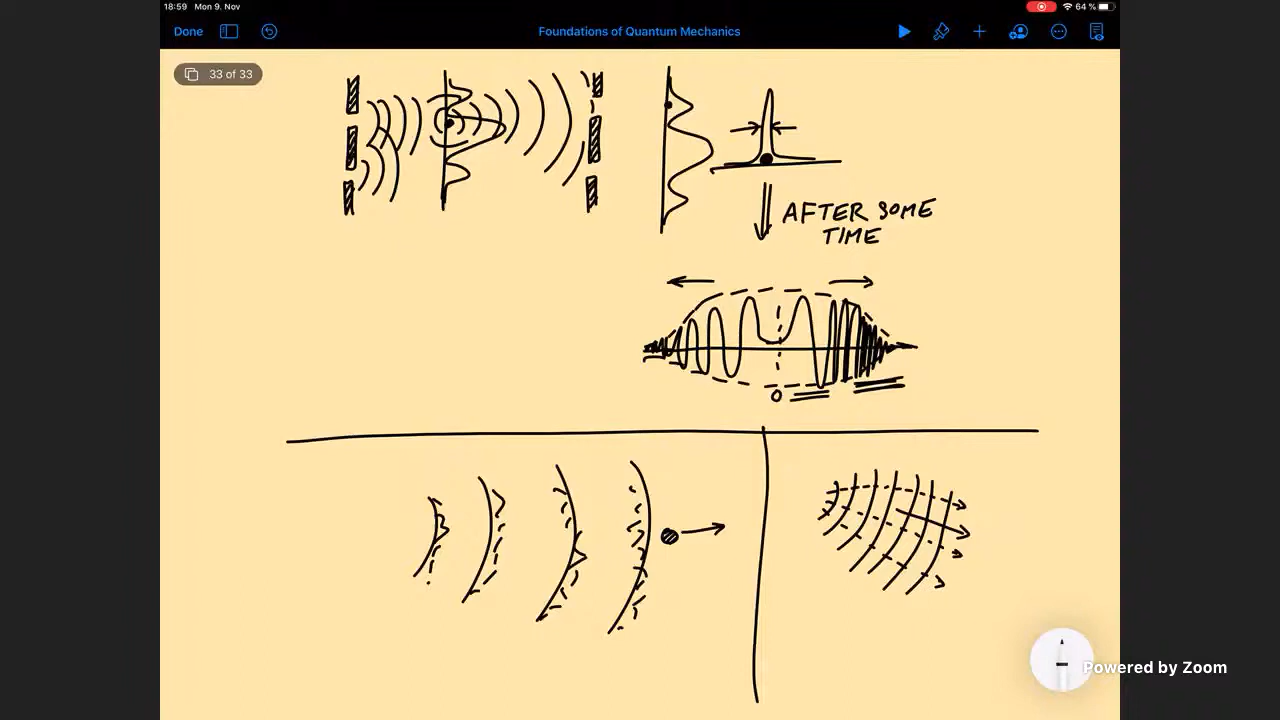 18:59 Mon 9. Nov
64 %
Done
Foundations of Quantum Mechanics
33 of 33
AFTER SOME
TIME
0
Powered by Zoom